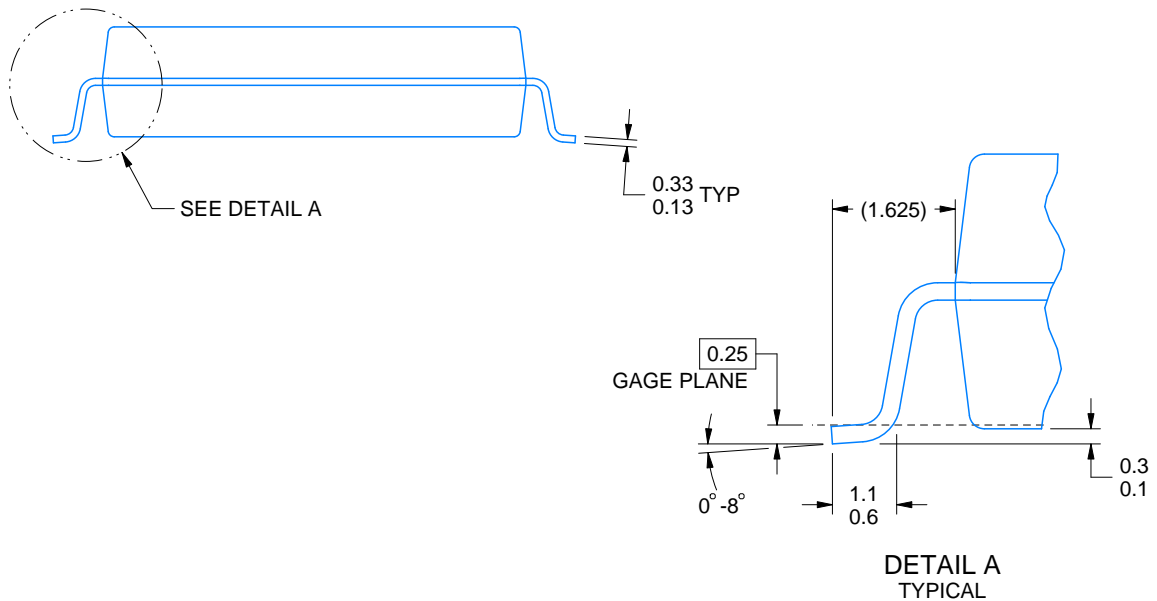 0.33
0.13
TYP
SEE DETAIL A
(1.625)
0.25
GAGE PLANE
0°-8°
1.1
0.6
0.3
0.1
DETAIL A
TYPICAL